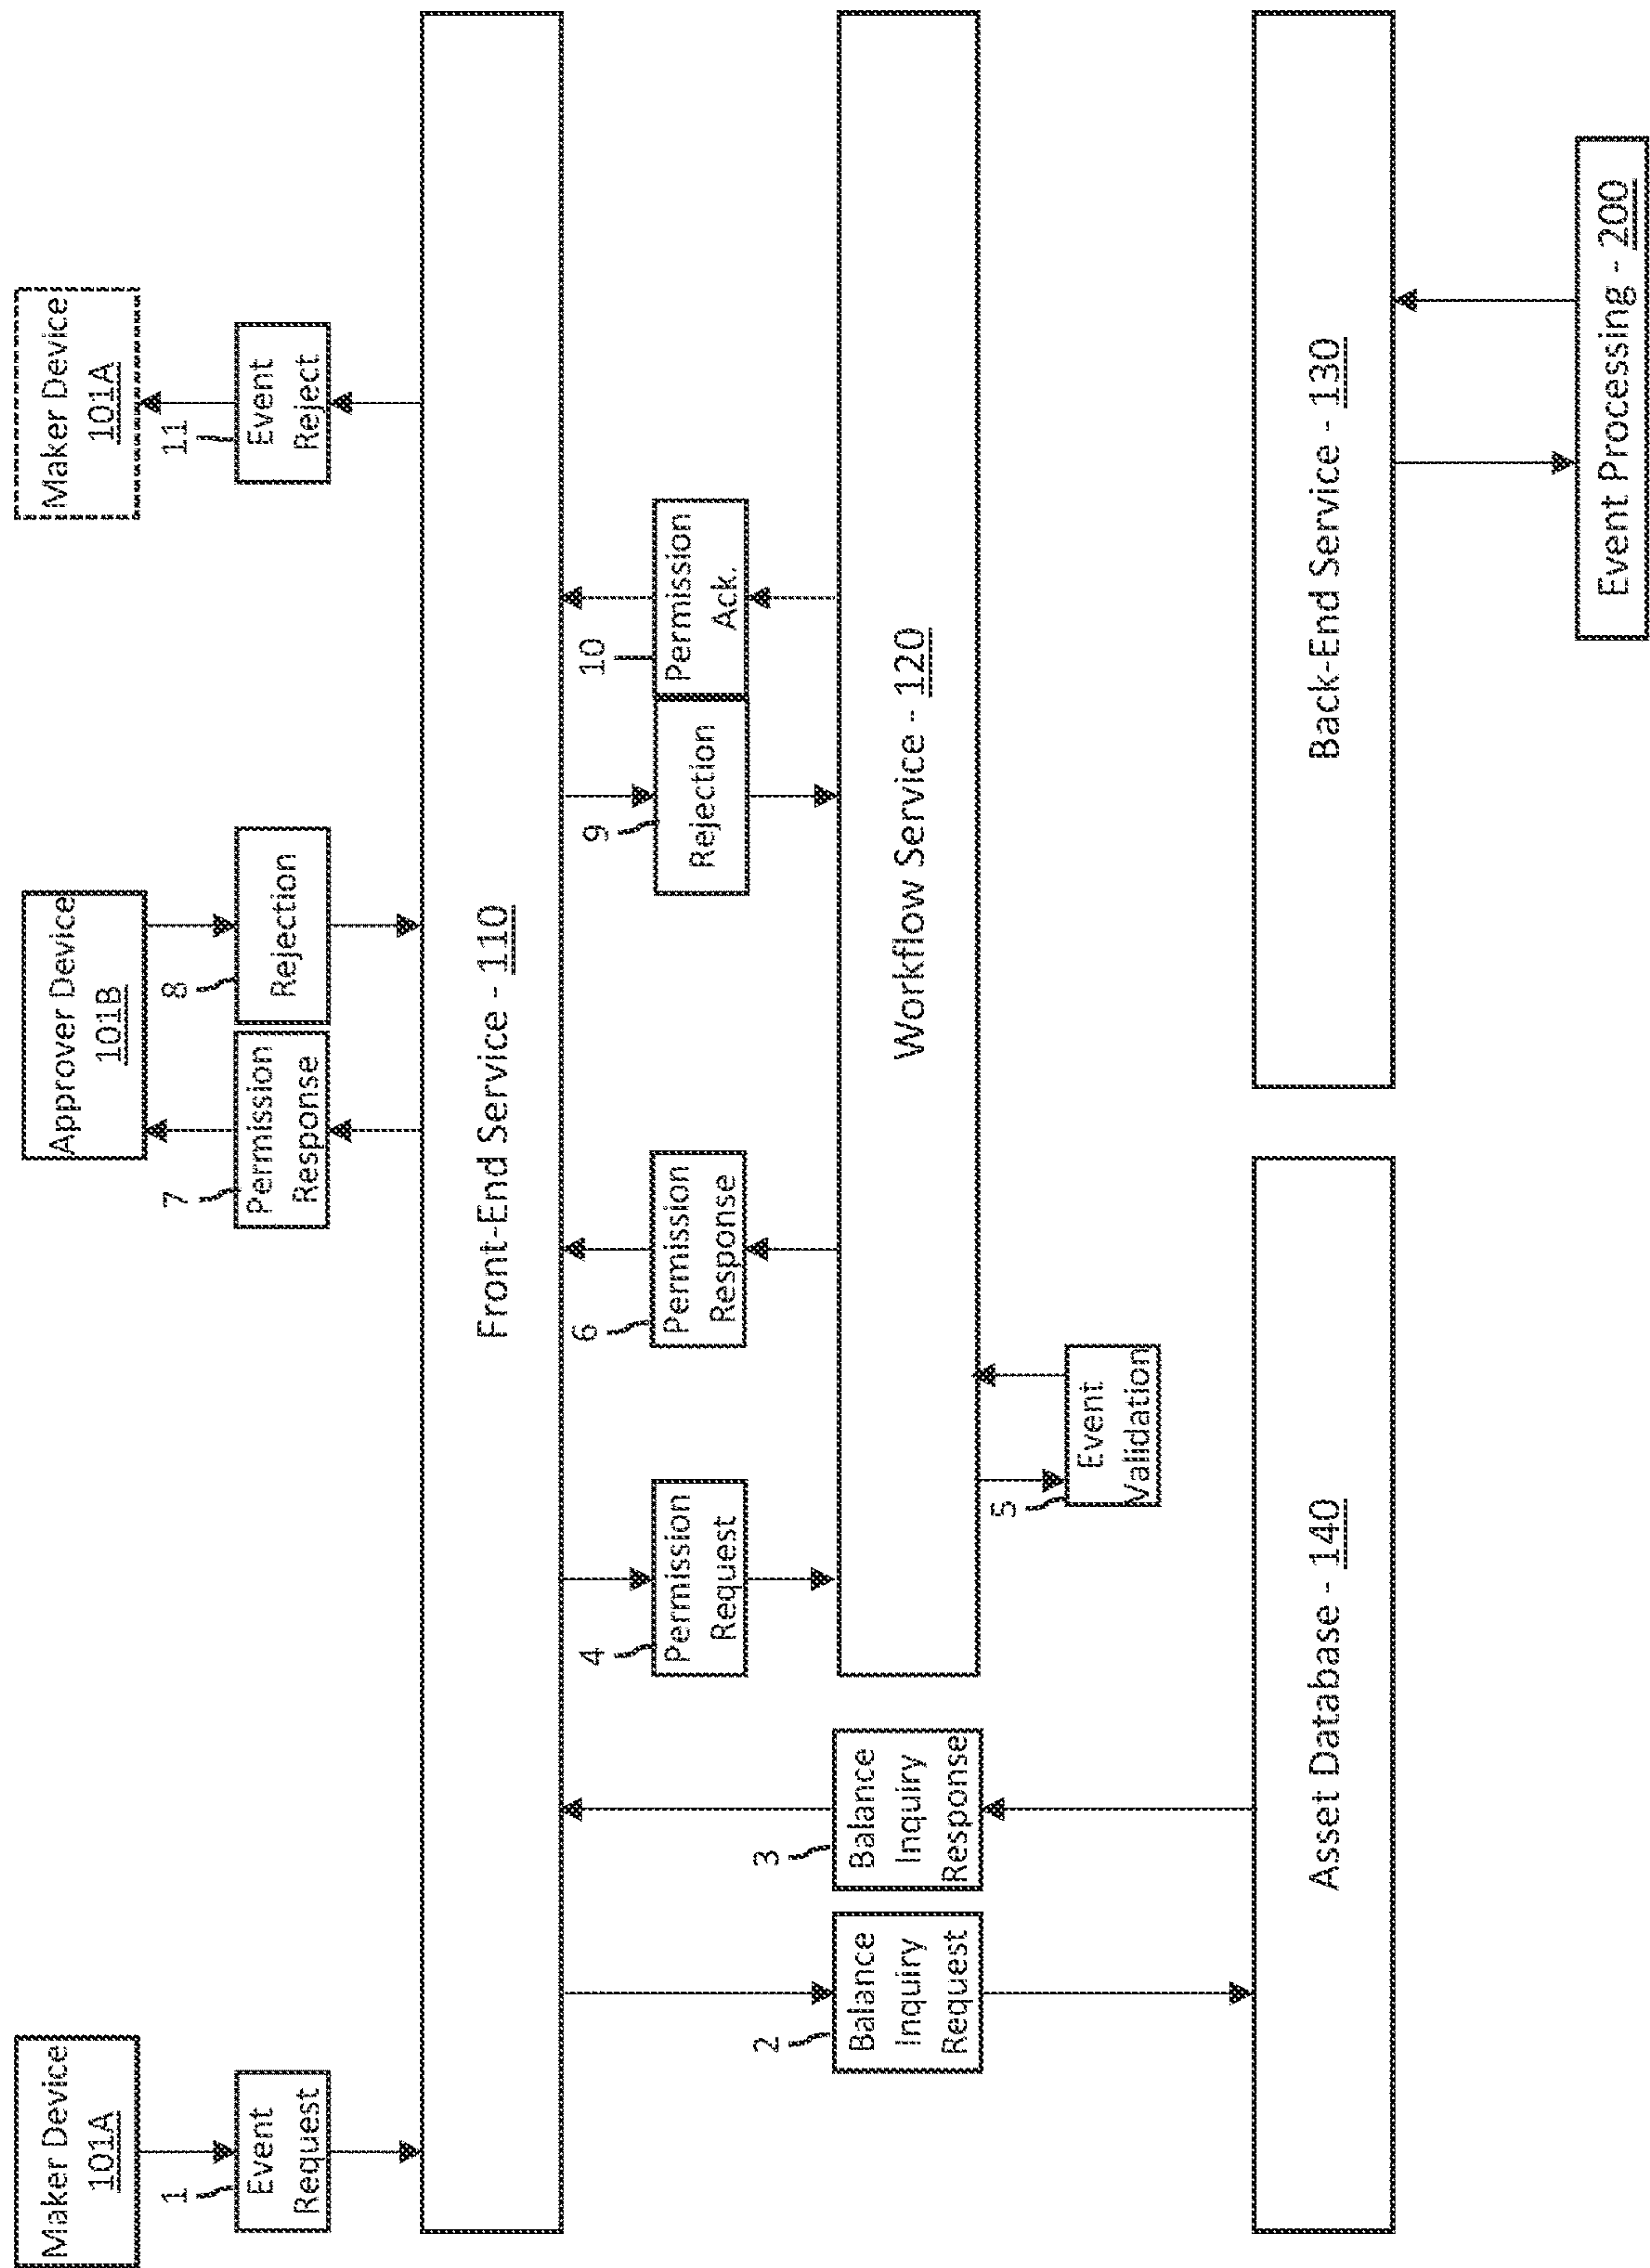 Maker Device
101A
Approver Device
101B
Maker Device
101A
1
Event
Request
7
Permission
Response
8
Rejection
11
Event
Reject
Front-End Service - 110
4
Permission
Request
6
Permission
Response
9
Rejection
10
Permission
Ack.
2
Balance
Inquiry
Request
3
Balance
Inquiry
Response
Workflow Service - 120
5
Event
Validation
Asset Database - 140
Back-End Service - 130
Event Processing - 200